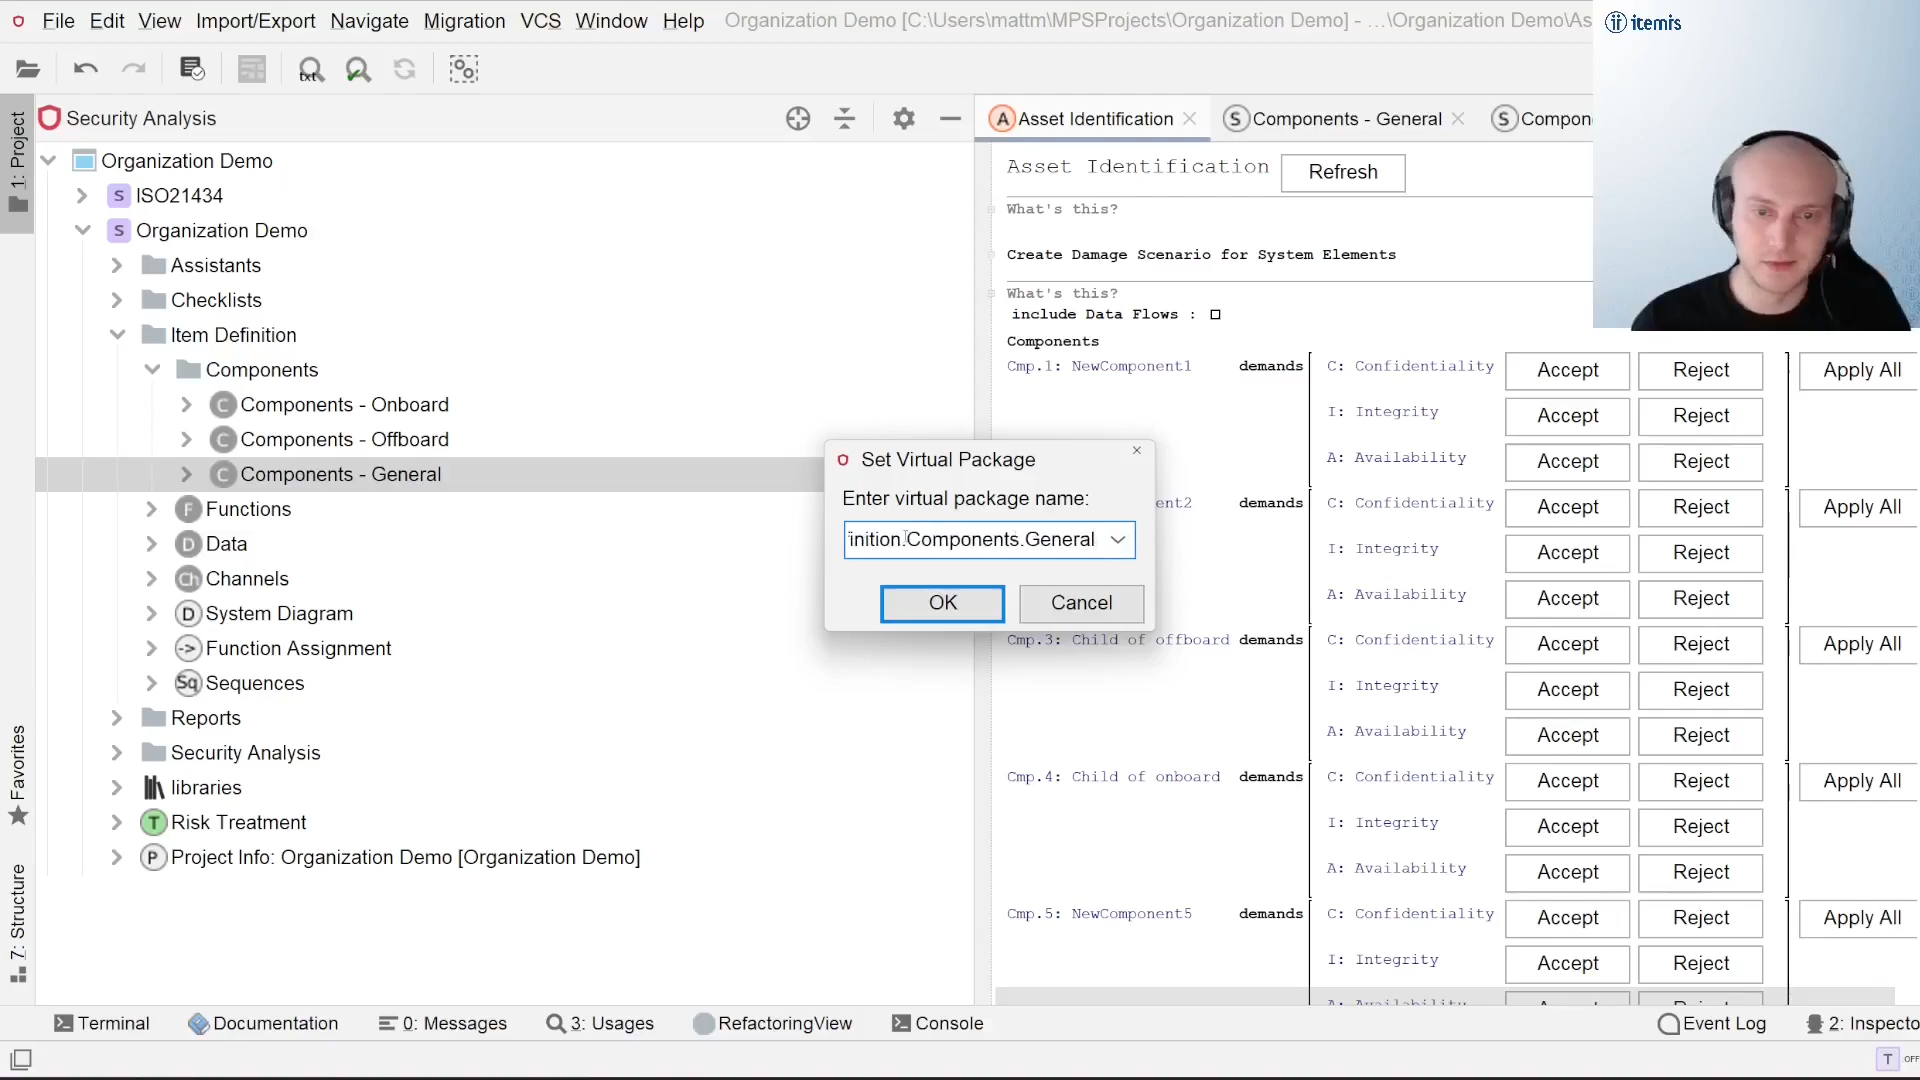 File Edit View Import/Export Navigate Migration VCS Window Help Organization Demo [C:\Users\mattm\MPSProjects\Organization Demo] - ...\Organization Demo\As
itemis
txt
1: Project
Security Analysis
Organization Demo
S ISO21434
S Organization Demo
Assistants
Checklists
Item Definition
Components
C Components - Onboard
C Components - Offboard
C Components - General
F Functions
D Data
Ch Channels
D System Diagram
-> Function Assignment
Sq Sequences
Reports
Security Analysis
libraries
T Risk Treatment
P Project Info: Organization Demo [Organization Demo]
Favorites
7: Structure
A Asset Identification
S Components - General
S Compon
Asset Identification Refresh
What's this?
Create Damage Scenario for System Elements
What's this?
include Data Flows :
Components
Cmp.1: NewComponent1 demands C: Confidentiality Accept Reject Apply All
I: Integrity Accept Reject
A: Availability Accept Reject
ent2 demands C: Confidentiality Accept Reject Apply All
I: Integrity Accept Reject
A: Availability Accept Reject
Cmp.3: Child of offboard demands C: Confidentiality Accept Reject Apply All
I: Integrity Accept Reject
A: Availability Accept Reject
Cmp.4: Child of onboard demands C: Confidentiality Accept Reject Apply All
I: Integrity Accept Reject
A: Availability Accept Reject
Cmp.5: NewComponent5 demands C: Confidentiality Accept Reject Apply All
I: Integrity Accept Reject
A: Availability
Set Virtual Package
Enter virtual package name:
inition.Components.General
OK Cancel
Terminal Documentation 0: Messages 3: Usages RefactoringView Console Event Log 2: Inspecto
T OFF